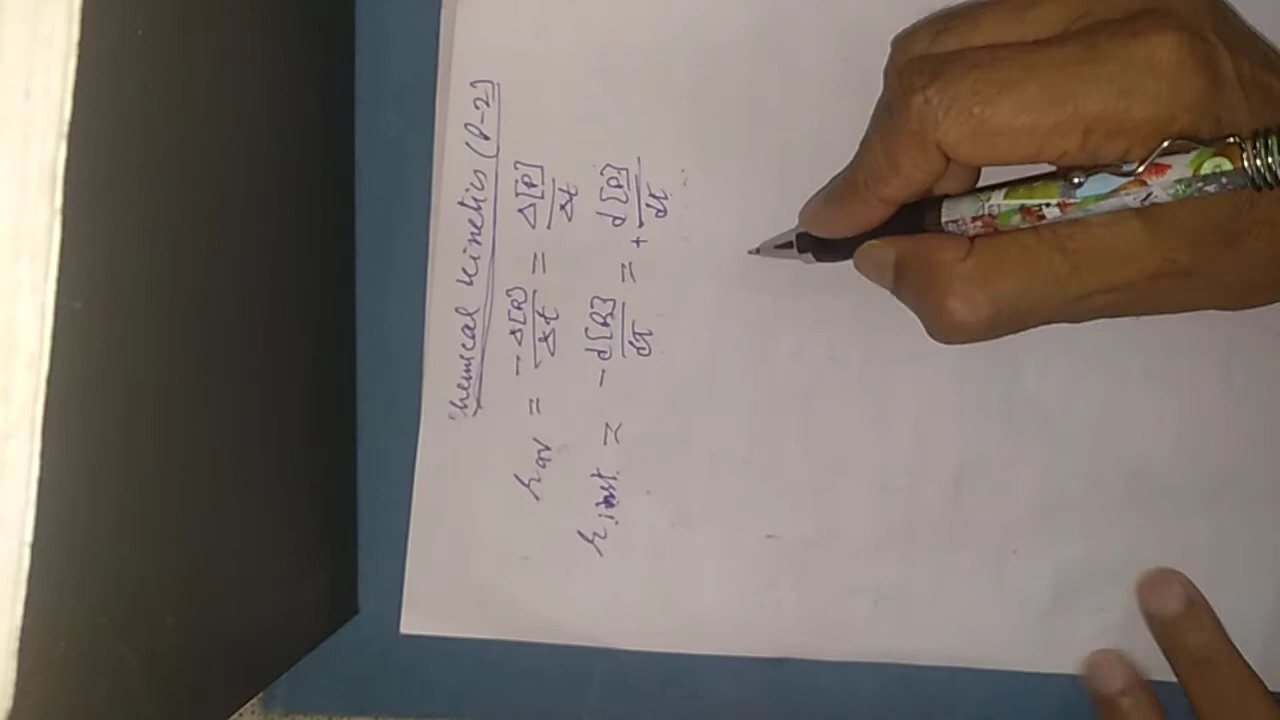 Chemical Kinetics (P-2)
r_av = - Δ[R]/Δt = Δ[P]/Δt
r_inst. = - d[R]/dt = + d[P]/dt